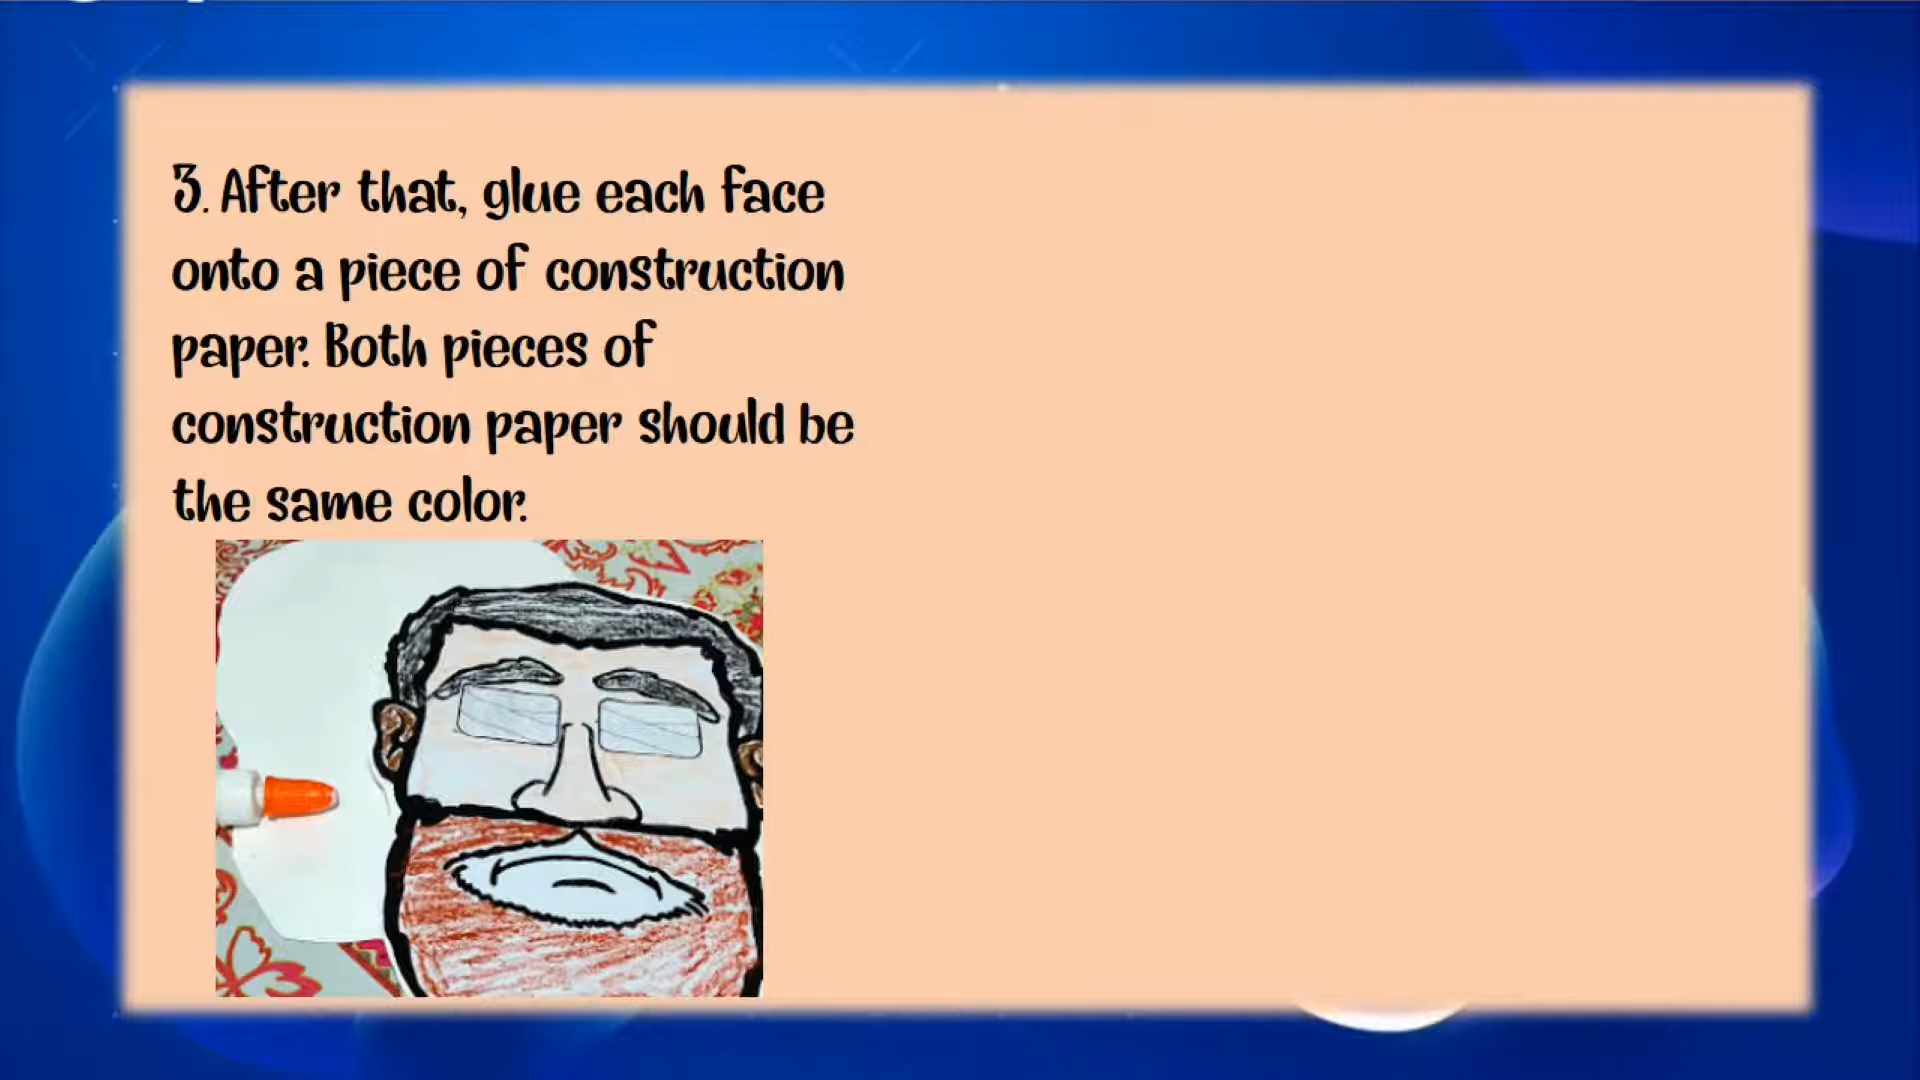 3. After that, glue each face
onto a piece of construction
paper. Both pieces of
construction paper should be
the same color.